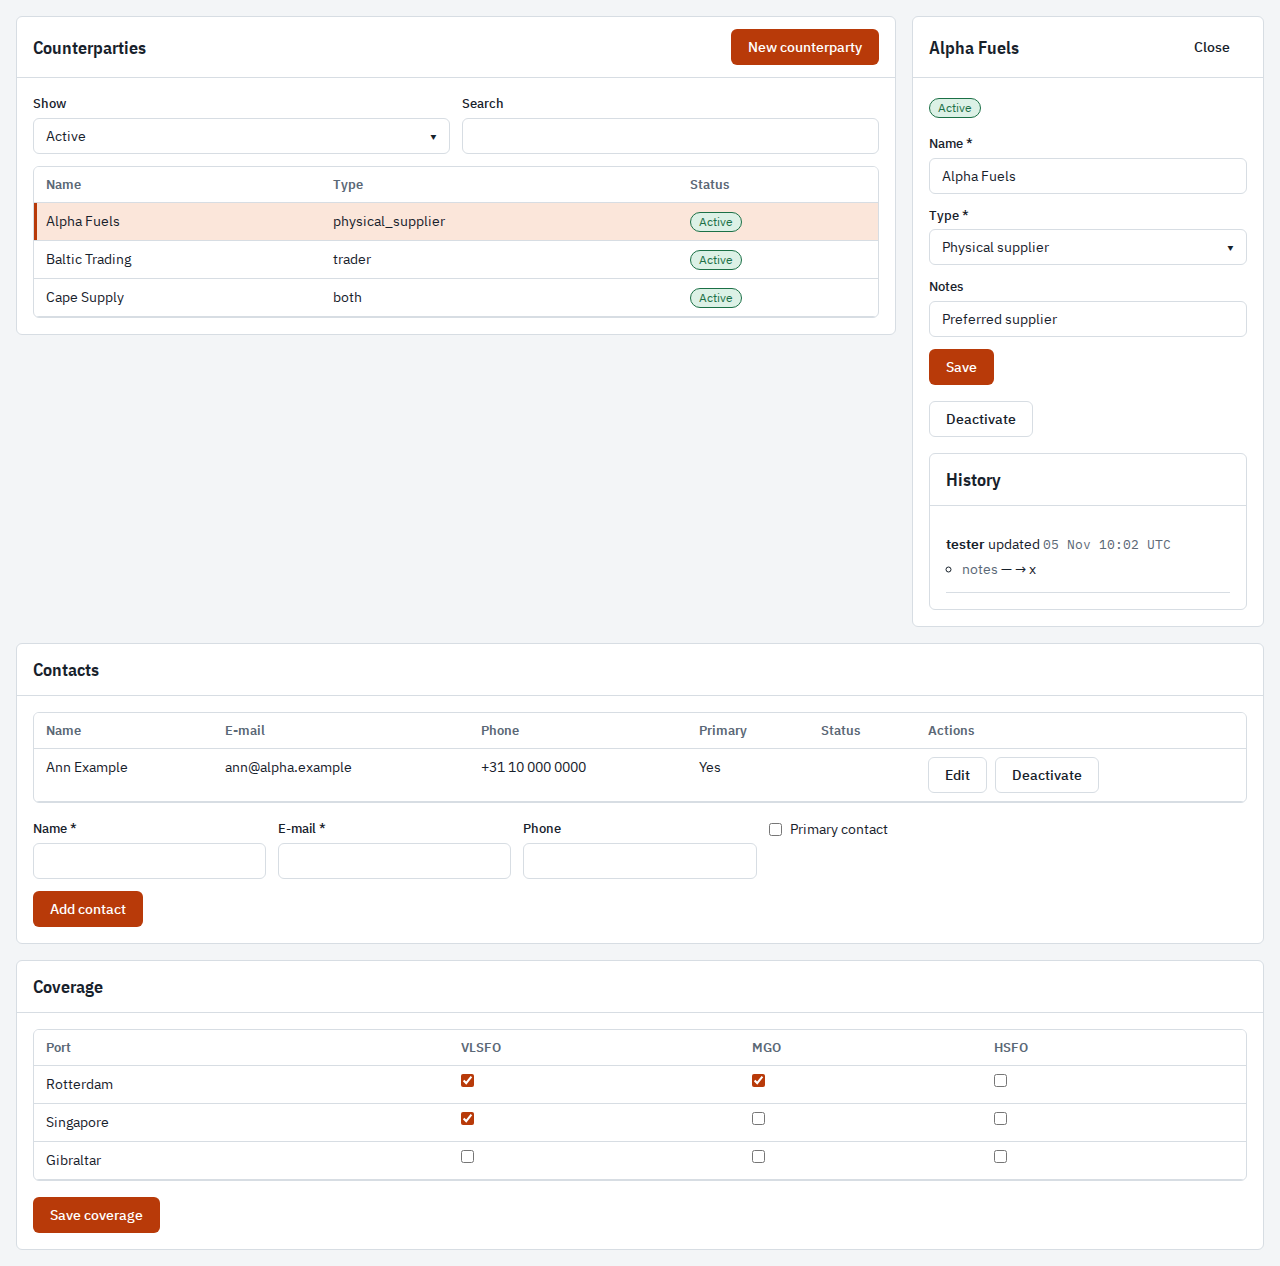 Counterparties
New counterparty
Show
Search
Active
Name Type Status
Alpha Fuels physical_supplier Active
Baltic Trading trader Active
Cape Supply both Active
Alpha Fuels
Close
Active
Name *
Alpha Fuels
Type *
Physical supplier
Notes
Preferred supplier
Save
Deactivate
History
tester updated 05 Nov 10:02 UTC
notes — → x
Contacts
Name E-mail Phone Primary Status Actions
Ann Example ann@alpha.example +31 10 000 0000 Yes Edit Deactivate
Name * E-mail * Phone Primary contact
Add contact
Coverage
Port VLSFO MGO HSFO
Rotterdam
Singapore
Gibraltar
Save coverage